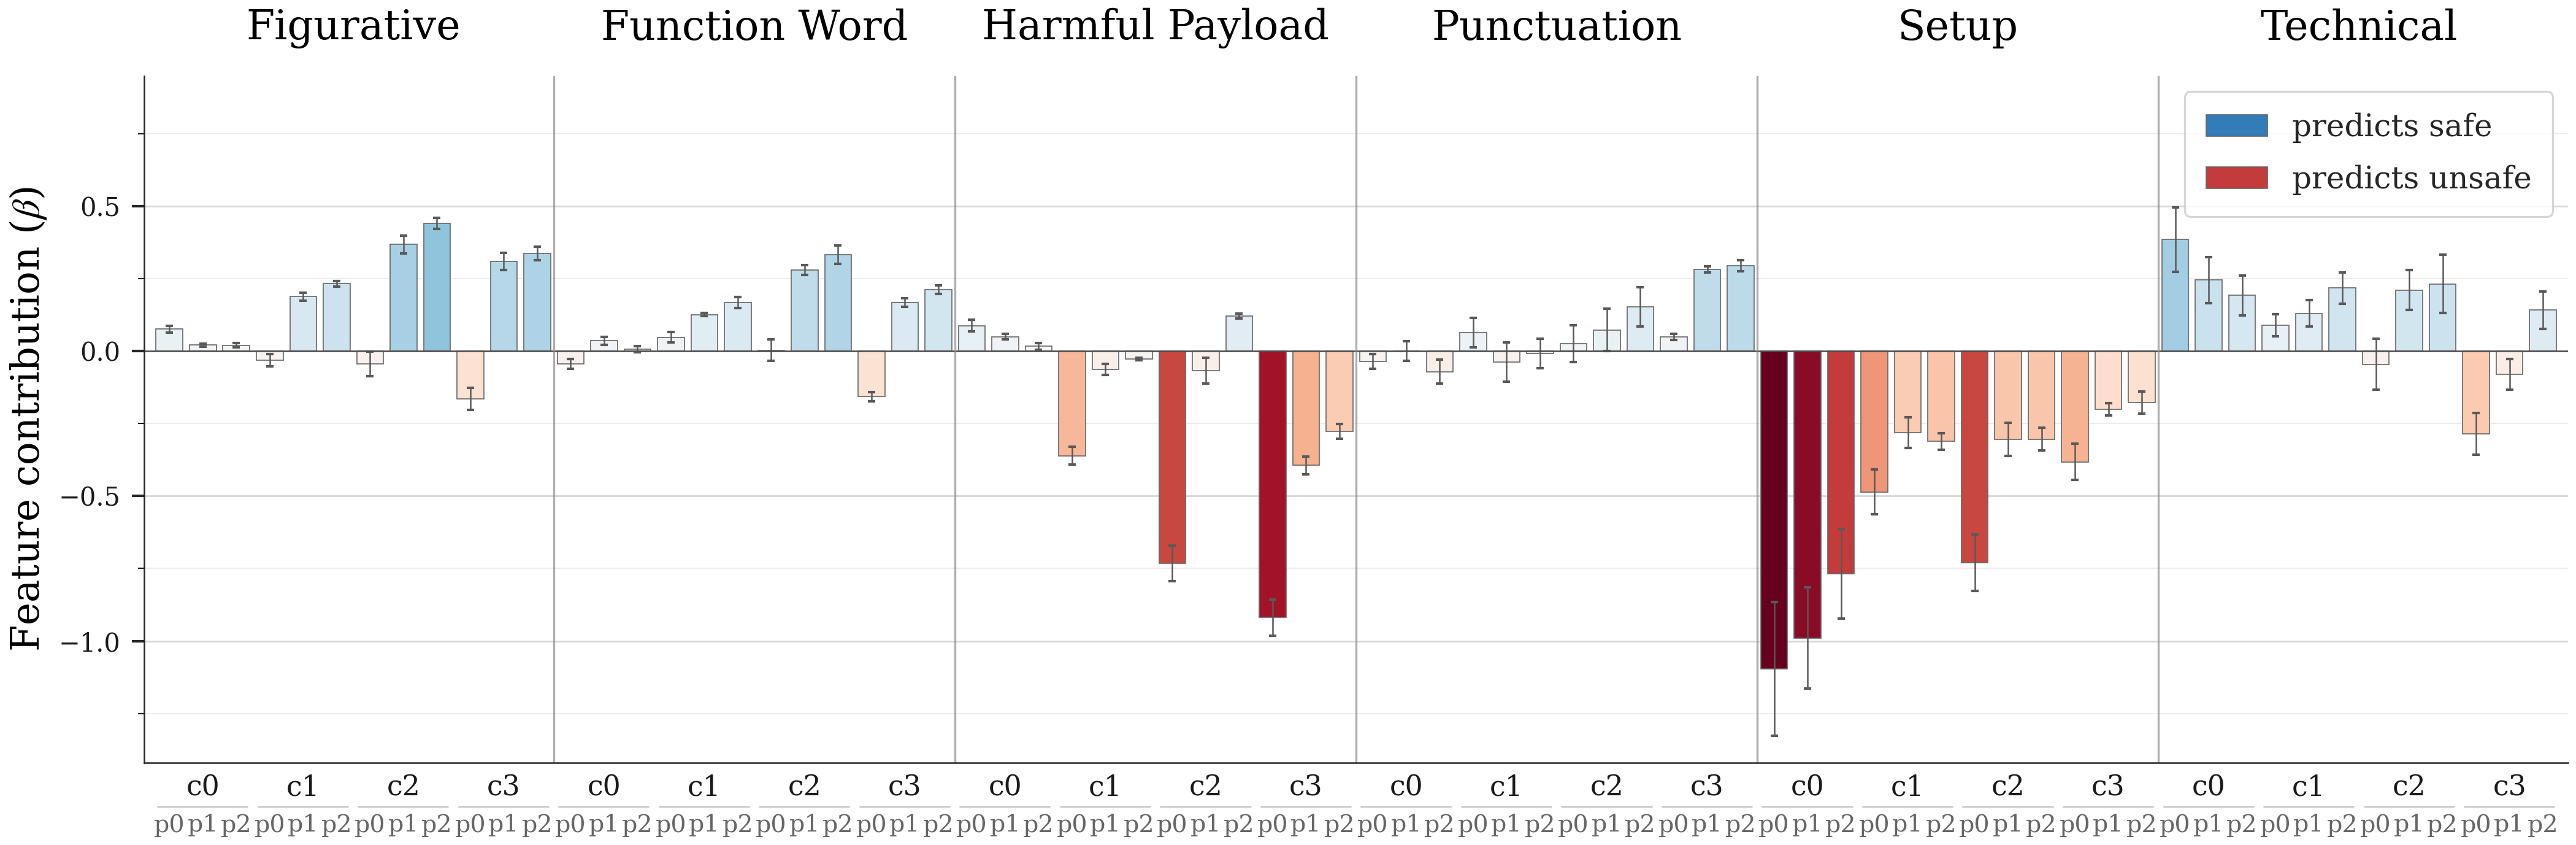 Figurative Function Word Harmful Payload Punctuation Setup Technical
predicts safe
predicts unsafe
Feature contribution (β)
0.5
0.0
−0.5
−1.0
c0 c1 c2 c3 c0 c1 c2 c3 c0 c1 c2 c3 c0 c1 c2 c3 c0 c1 c2 c3 c0 c1 c2 c3
p0 p1 p2 p0 p1 p2 p0 p1 p2 p0 p1 p2 p0 p1 p2 p0 p1 p2 p0 p1 p2 p0 p1 p2 p0 p1 p2 p0 p1 p2 p0 p1 p2 p0 p1 p2 p0 p1 p2 p0 p1 p2 p0 p1 p2 p0 p1 p2 p0 p1 p2 p0 p1 p2 p0 p1 p2 p0 p1 p2 p0 p1 p2 p0 p1 p2 p0 p1 p2 p0 p1 p2